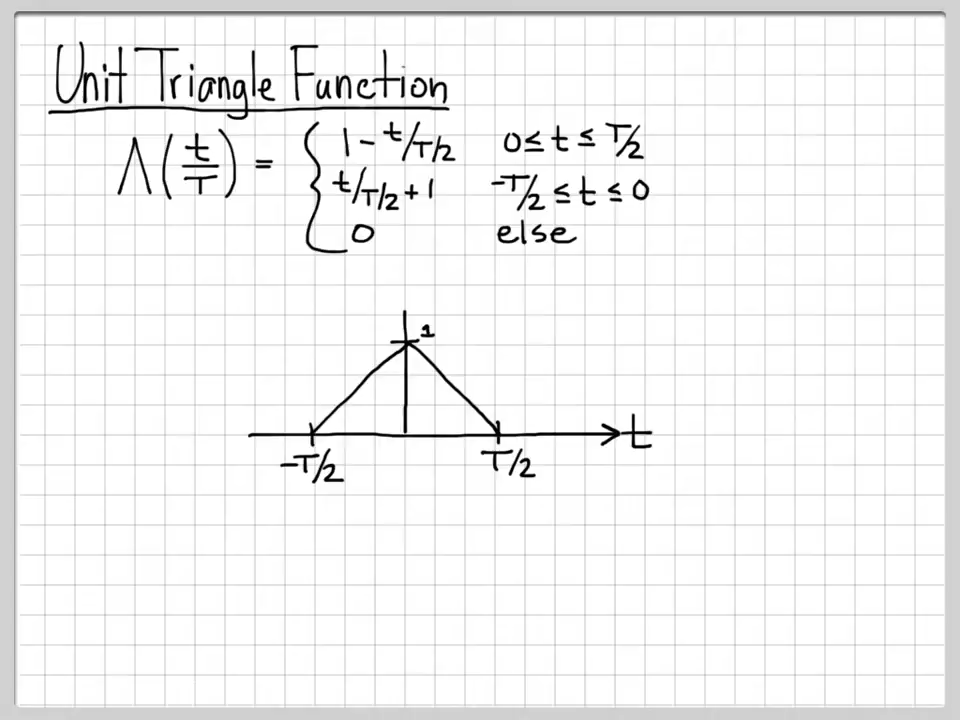 Unit Triangle Function
Λ(t/T) = { 1 - t/T/2 0 ≤ t ≤ T/2
t/T/2 + 1 -T/2 ≤ t ≤ 0
0 else
1
t
-T/2 T/2